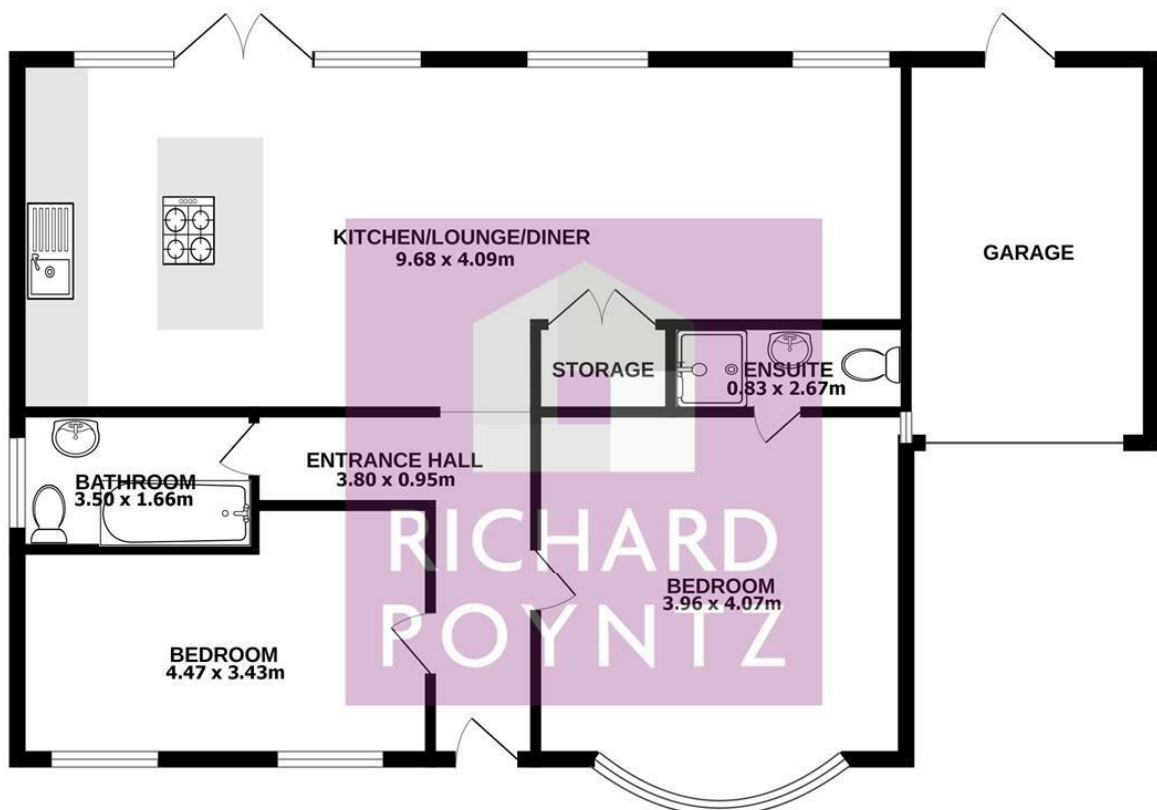 KITCHEN/LOUNGE/DINER
9.68 x 4.09m
GARAGE
STORAGE
ENSUITE
0.83 x 2.67m
BATHROOM
3.50 x 1.66m
ENTRANCE HALL
3.80 x 0.95m
RICHARD
POYNTZ
BEDROOM
3.96 x 4.07m
BEDROOM
4.47 x 3.43m